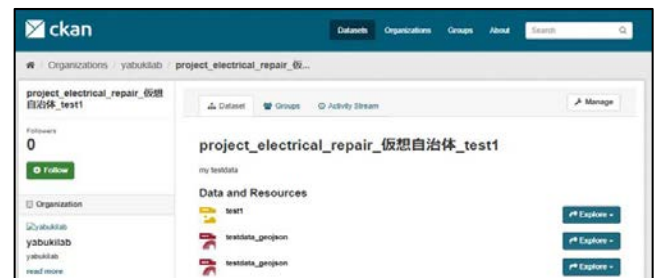 ckan
Datasets Organizations Groups About Search
Organizations / yabukilab / project_electrical_repair_仮...
project_electrical_repair_仮想
自治体_test1
Followers
0
Follow
Organization
yabukilab
yabukilab
yabukilab
read more
Dataset Groups Activity Stream Manage
project_electrical_repair_仮想自治体_test1
my testdata
Data and Resources
test1
Explore
testdata_geojson
Explore
testdata_geojson
Explore